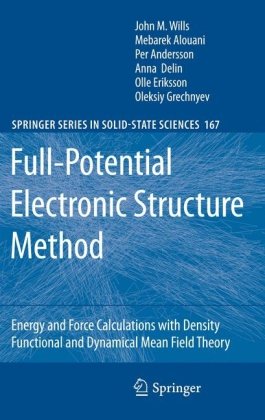 John M. Wills
Mebarek Alouani
Per Andersson
Anna Delin
Olle Eriksson
Oleksiy Grechnyev
SPRINGER SERIES IN SOLID-STATE SCIENCES 167
Full-Potential
Electronic Structure
Method
Energy and Force Calculations with Density
Functional and Dynamical Mean Field Theory
Springer